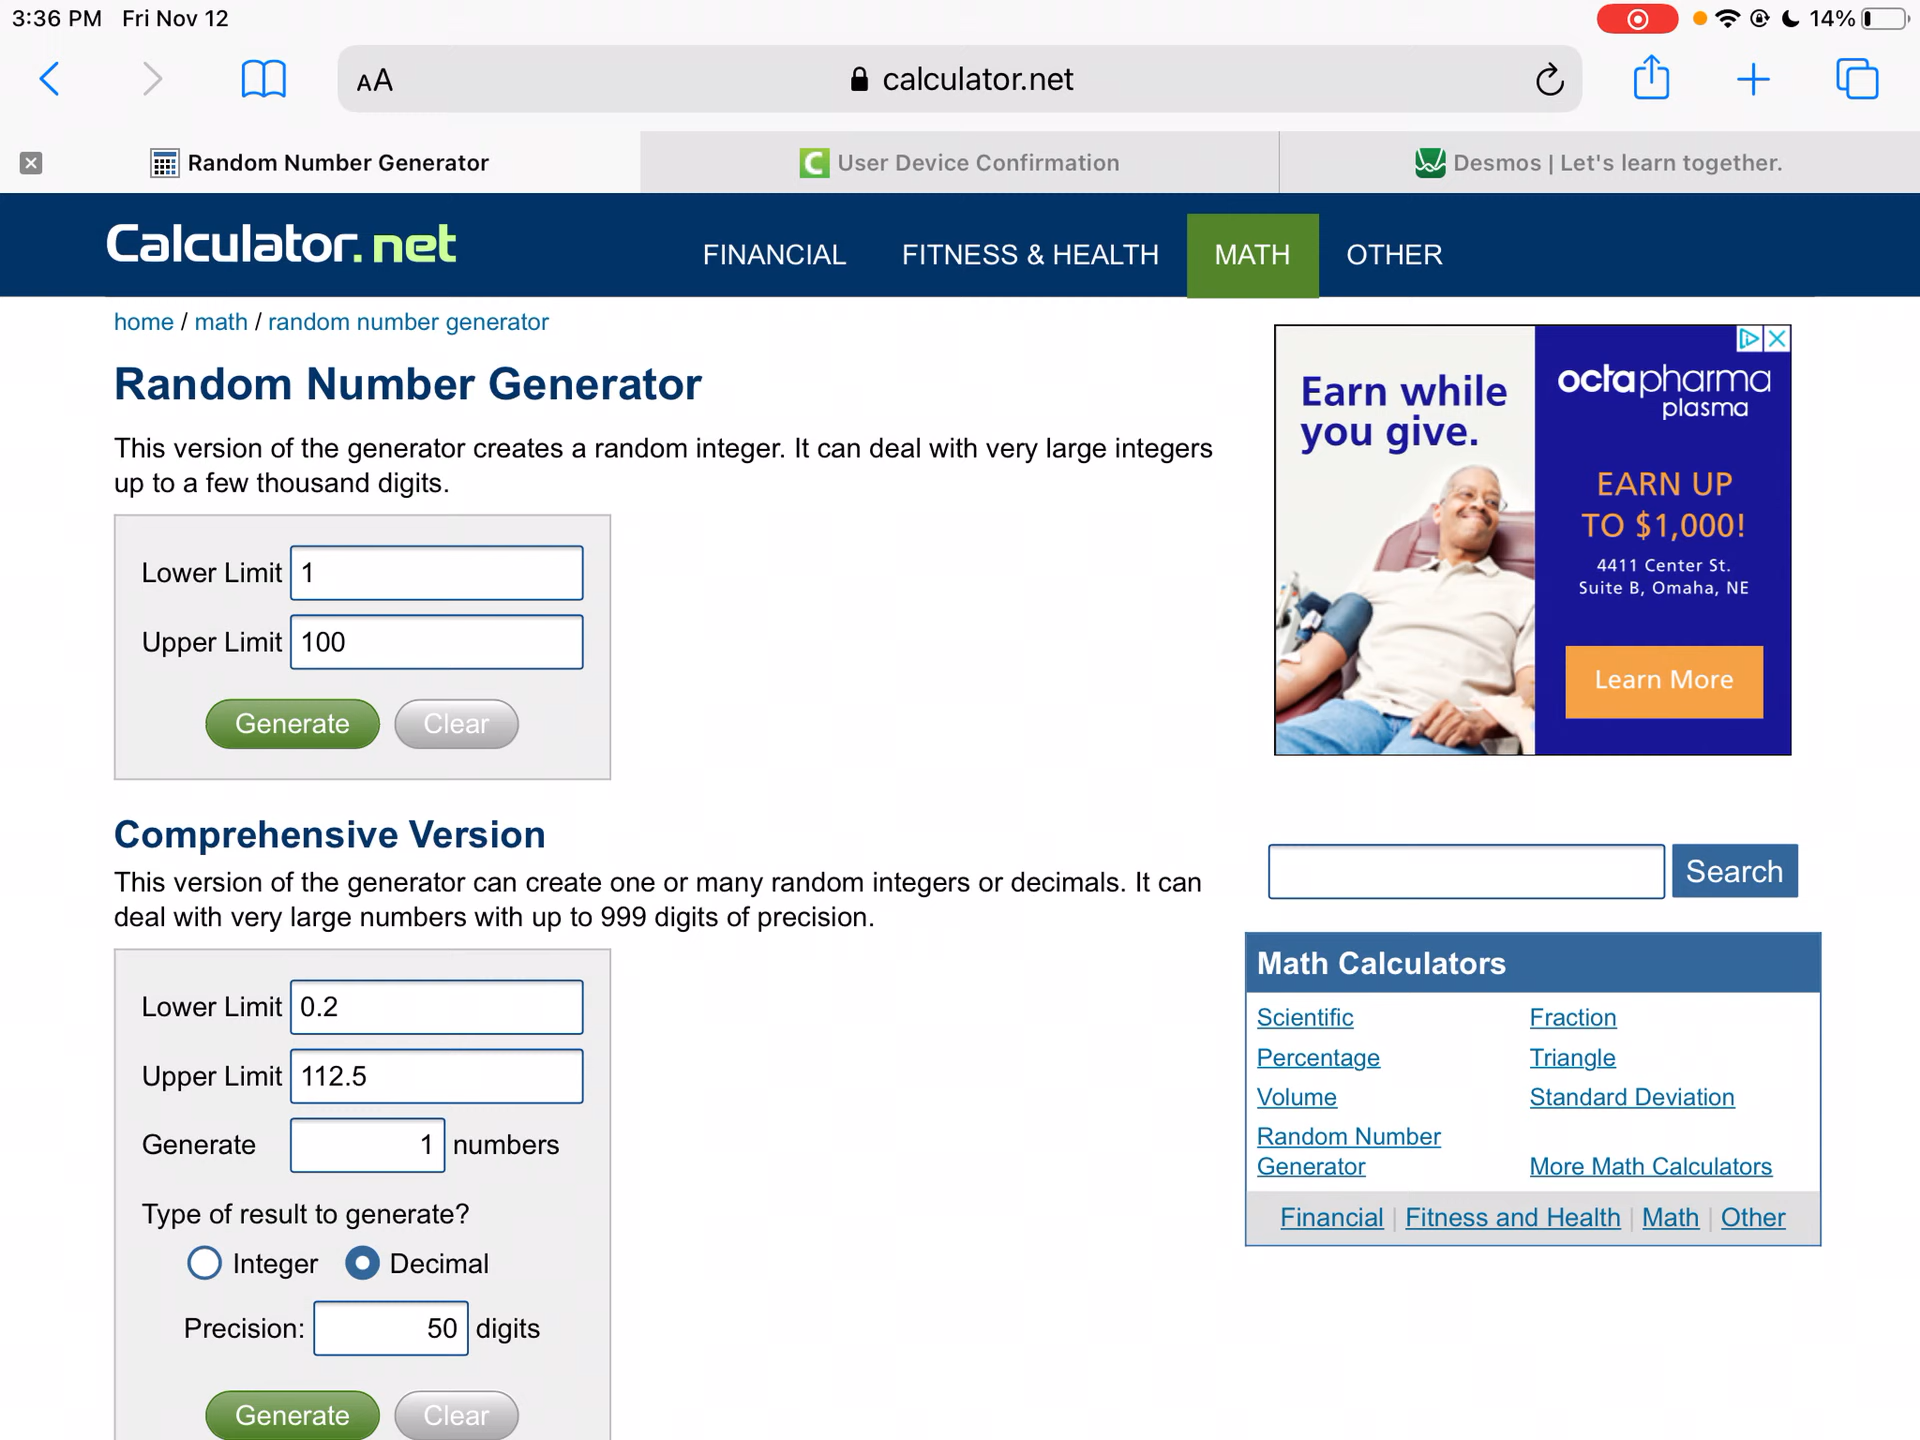 3:36 PM Fri Nov 12
14%
AA
calculator.net
Random Number Generator
User Device Confirmation
Desmos | Let's learn together.
Calculator.net
FINANCIAL
FITNESS & HEALTH
MATH
OTHER
home / math / random number generator
Random Number Generator
This version of the generator creates a random integer. It can deal with very large integers
up to a few thousand digits.
Lower Limit 1
Upper Limit 100
Generate Clear
Comprehensive Version
This version of the generator can create one or many random integers or decimals. It can
deal with very large numbers with up to 999 digits of precision.
Lower Limit 0.2
Upper Limit 112.5
Generate 1 numbers
Type of result to generate?
Integer Decimal
Precision: 50 digits
Generate Clear
Earn while
you give.
octapharma
plasma
EARN UP
TO $1,000!
4411 Center St.
Suite B, Omaha, NE
Learn More
Search
Math Calculators
Scientific Fraction
Percentage Triangle
Volume Standard Deviation
Random Number
Generator More Math Calculators
Financial | Fitness and Health | Math | Other